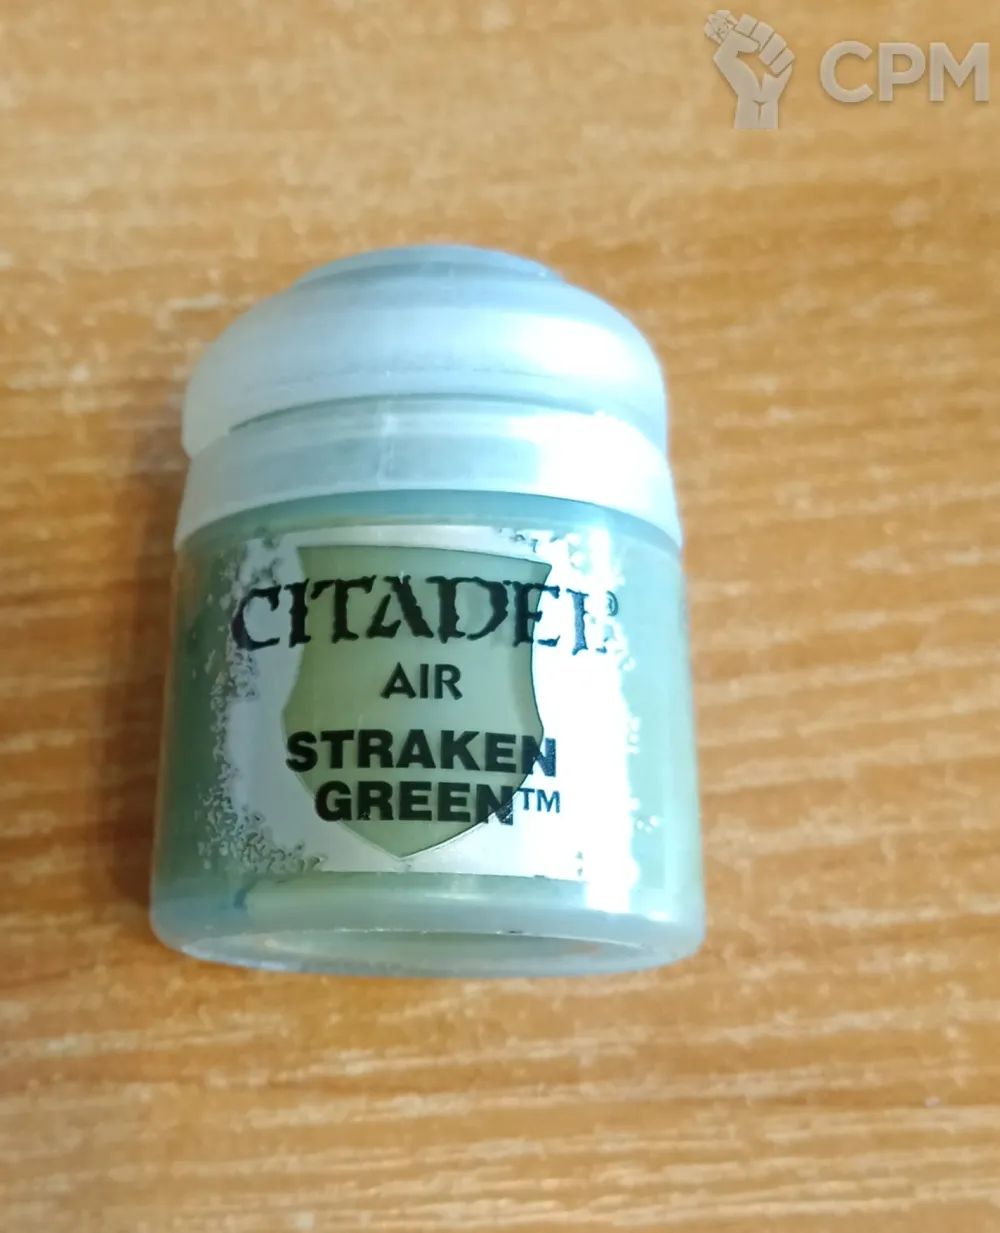 CPM
CITADEL®
AIR
STRAKEN
GREEN™